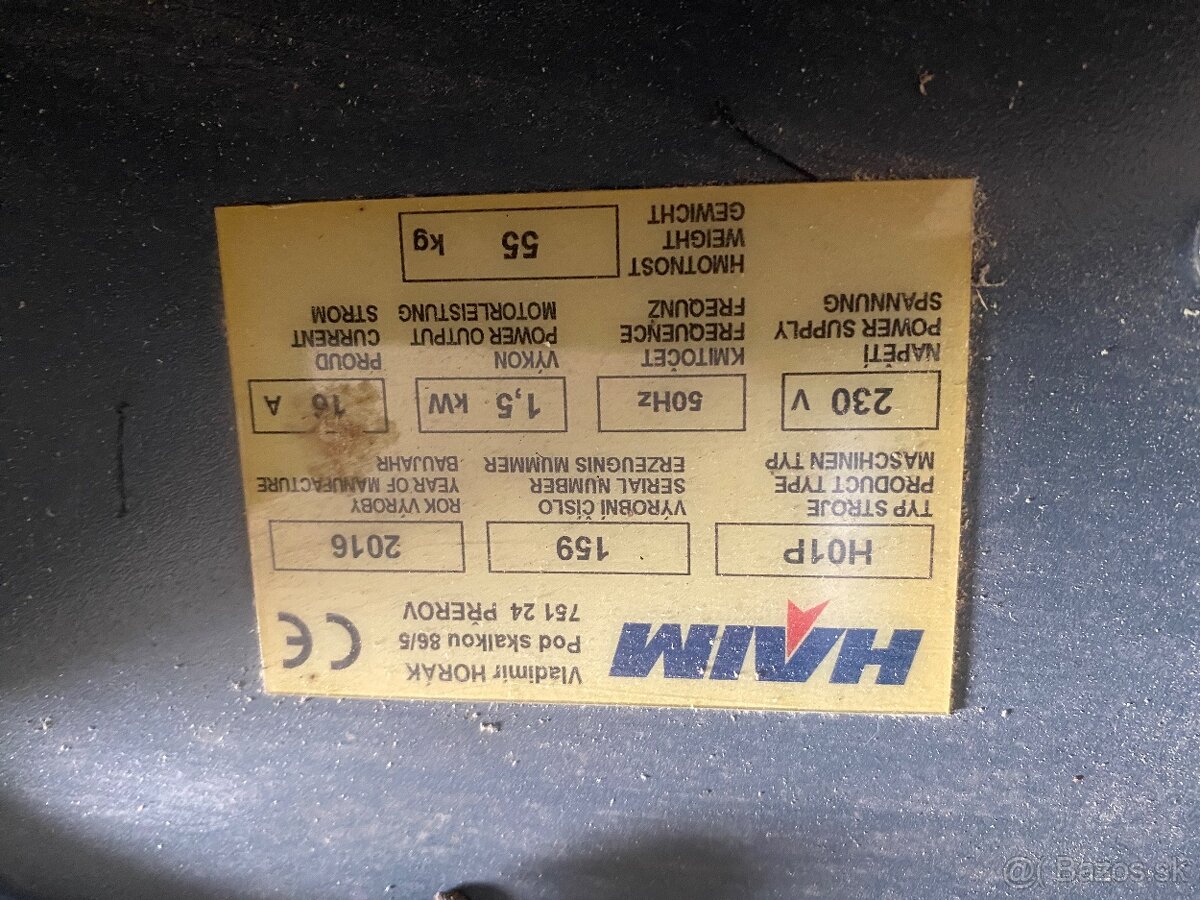 HAIM
Vladimír HORÁK
Pod skalkou 86/5
751 24 PŘEROV
CE
H01P
159
2016
TYP STROJE
PRODUCT TYPE
MASCHINEN TYP
VÝROBNÍ ČÍSLO
SERIAL NUMBER
ERZEUGNIS MUMMER
ROK VÝROBY
YEAR OF MANUFACTURE
BAUJAHR
230 V
50Hz
1,5 kW
16 A
NAPĚTÍ
POWER SUPPLY
SPANNUNG
KMITOČET
FREQUENCE
FREQUNZ
VÝKON
POWER OUTPUT
MOTORLEISTUNG
PROUD
CURRENT
STROM
HMOTNOST
WEIGHT
GEWICHT
55 kg
@( Bazos.sk